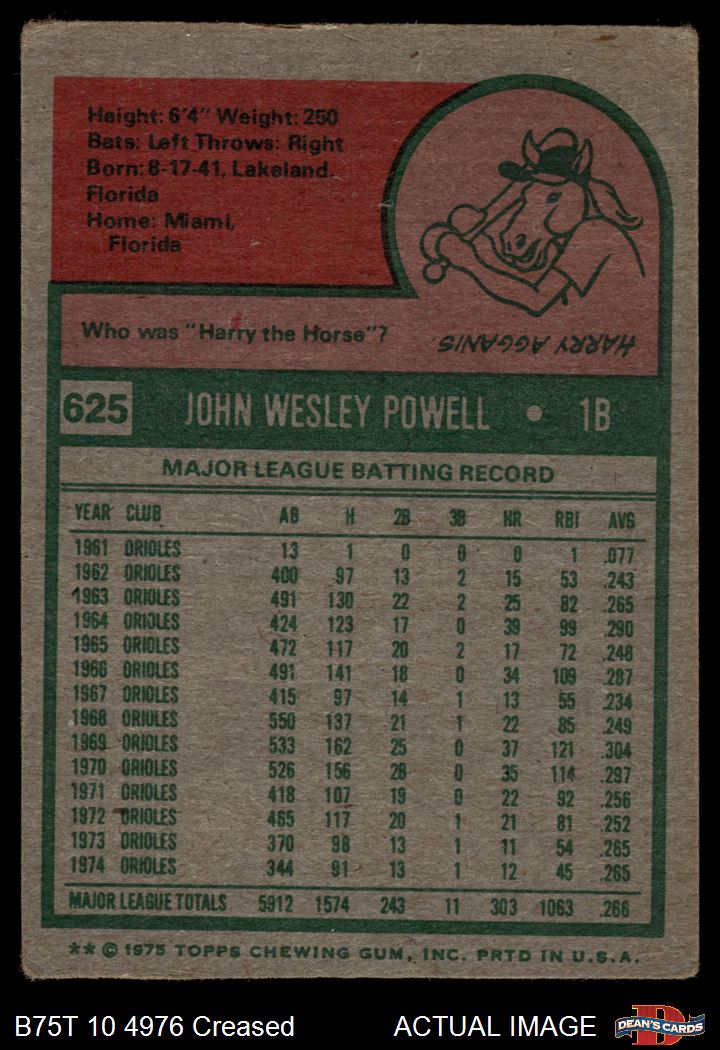 Height: 6'4" Weight: 250
Bats: Left Throws: Right
Born: 8-17-41, Lakeland,
Florida
Home: Miami,
Florida
Who was "Harry the Horse"?
HARRY AGGANIS
625 JOHN WESLEY POWELL • 1B
MAJOR LEAGUE BATTING RECORD
YEAR CLUB AB H 2B 3B HR RBI AVG
1961 ORIOLES 13 1 0 0 0 1 .077
1962 ORIOLES 400 97 13 2 15 53 .243
1963 ORIOLES 491 130 22 2 25 82 .265
1964 ORIOLES 424 123 17 0 39 99 .290
1965 ORIOLES 472 117 20 2 17 72 .248
1966 ORIOLES 491 141 18 0 34 109 .287
1967 ORIOLES 415 97 14 1 13 55 .234
1968 ORIOLES 550 137 21 1 22 85 .249
1969 ORIOLES 533 162 25 0 37 121 .304
1970 ORIOLES 526 156 28 0 35 114 .297
1971 ORIOLES 418 107 19 0 22 92 .256
1972 ORIOLES 465 117 20 1 21 81 .252
1973 ORIOLES 370 98 13 1 11 54 .265
1974 ORIOLES 344 91 13 1 12 45 .265
MAJOR LEAGUE TOTALS 5912 1574 243 11 303 1063 .266
** © 1975 TOPPS CHEWING GUM, INC. PRTD IN U.S.A.
B75T 10 4976 Creased ACTUAL IMAGE DEAN'S CARDS